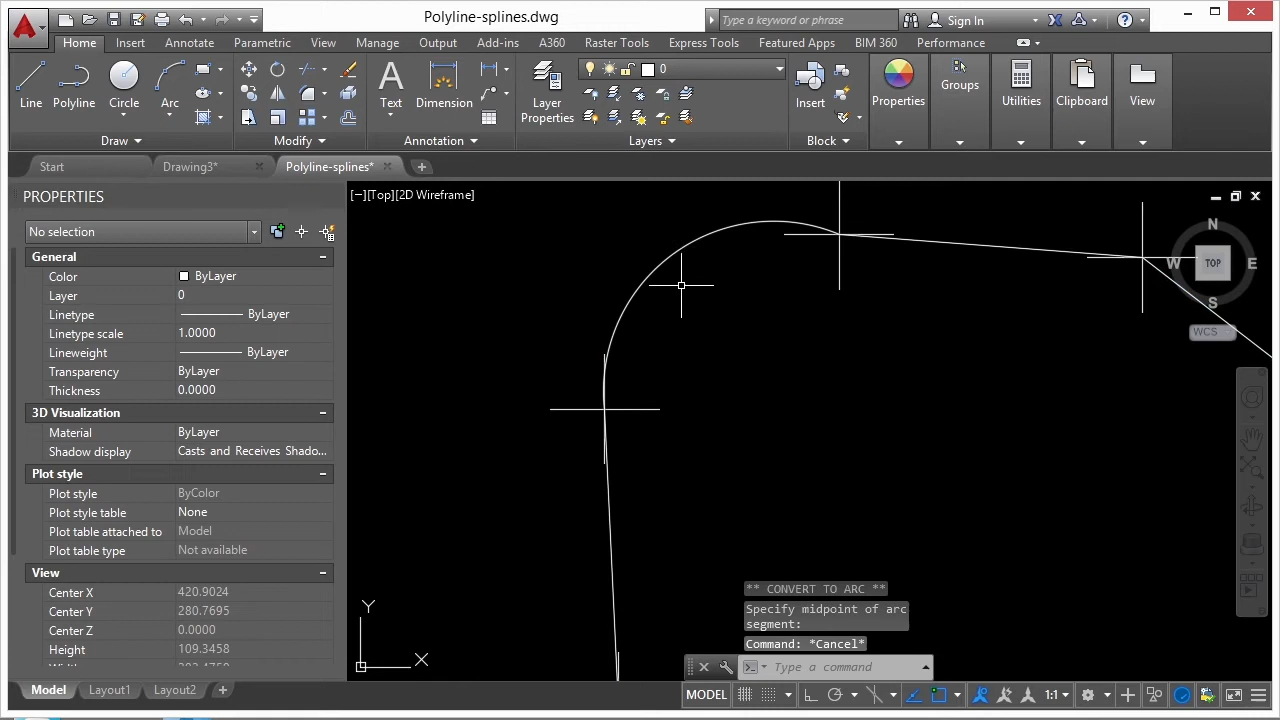 Polyline-splines.dwg
Type a keyword or phrase
Sign In
Home Insert Annotate Parametric View Manage Output Add-ins A360 Raster Tools Express Tools Featured Apps BIM 360 Performance
Line Polyline Circle Arc
Text Dimension
Layer Properties
0
Insert
Properties
Groups
Utilities
Clipboard
View
Draw Modify Annotation Layers Block
Start Drawing3* Polyline-splines*
PROPERTIES
[−][Top][2D Wireframe]
No selection
General
Color ByLayer
Layer 0
Linetype ByLayer
Linetype scale 1.0000
Lineweight ByLayer
Transparency ByLayer
Thickness 0.0000
3D Visualization
Material ByLayer
Shadow display Casts and Receives Shado...
Plot style
Plot style ByColor
Plot style table None
Plot table attached to Model
Plot table type Not available
View
Center X 420.9024
Center Y 280.7695
Center Z 0.0000
Height 109.3458
N
W TOP E
S
WCS
Y
X
** CONVERT TO ARC **
Specify midpoint of arc
segment:
Command: *Cancel*
Type a command
Model Layout1 Layout2
MODEL
1:1